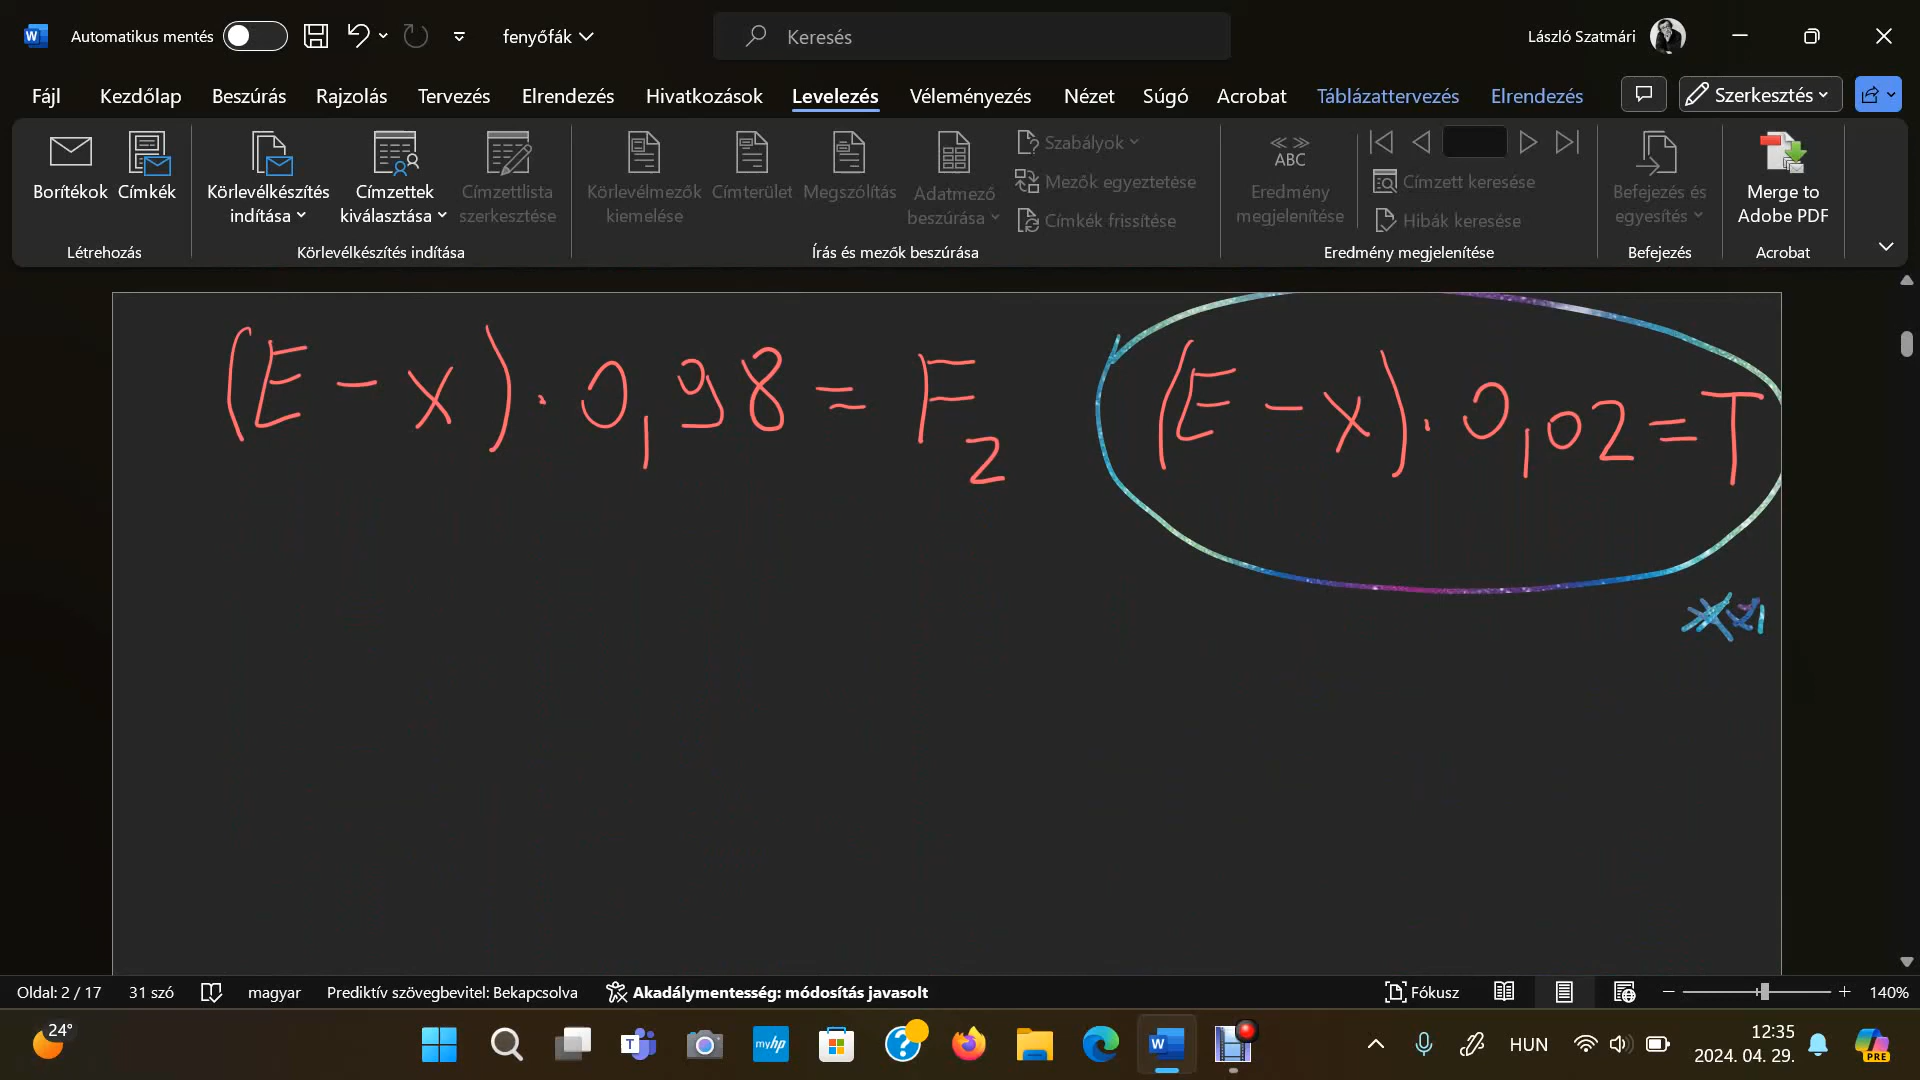 Automatikus mentés
fenyőfák
Keresés
László Szatmári
Fájl Kezdőlap Beszúrás Rajzolás Tervezés Elrendezés Hivatkozások Levelezés Véleményezés Nézet Súgó Acrobat Táblázattervezés Elrendezés
Szerkesztés
Borítékok
Címkék
Létrehozás
Körlevélkészítés
indítása
Címzettek
kiválasztása
Címzettlista
szerkesztése
Körlevélkészítés indítása
Körlevélmezők
kiemelése
Címterület
Megszólítás
Adatmező
beszúrása
Szabályok
Mezők egyeztetése
Címkék frissítése
Írás és mezők beszúrása
ABC
Eredmény
megjelenítése
Címzett keresése
Hibák keresése
Eredmény megjelenítése
Befejezés és
egyesítés
Befejezés
Merge to
Adobe PDF
Acrobat
(E - x) · 0,98 = F2
(E - x) · 0,02 = T
Oldal: 2 / 17 31 szó magyar Prediktív szövegbevitel: Bekapcsolva Akadálymentesség: módosítás javasolt
Fókusz
140%
24°
myhp
PRE
HUN
12:35
2024. 04. 29.